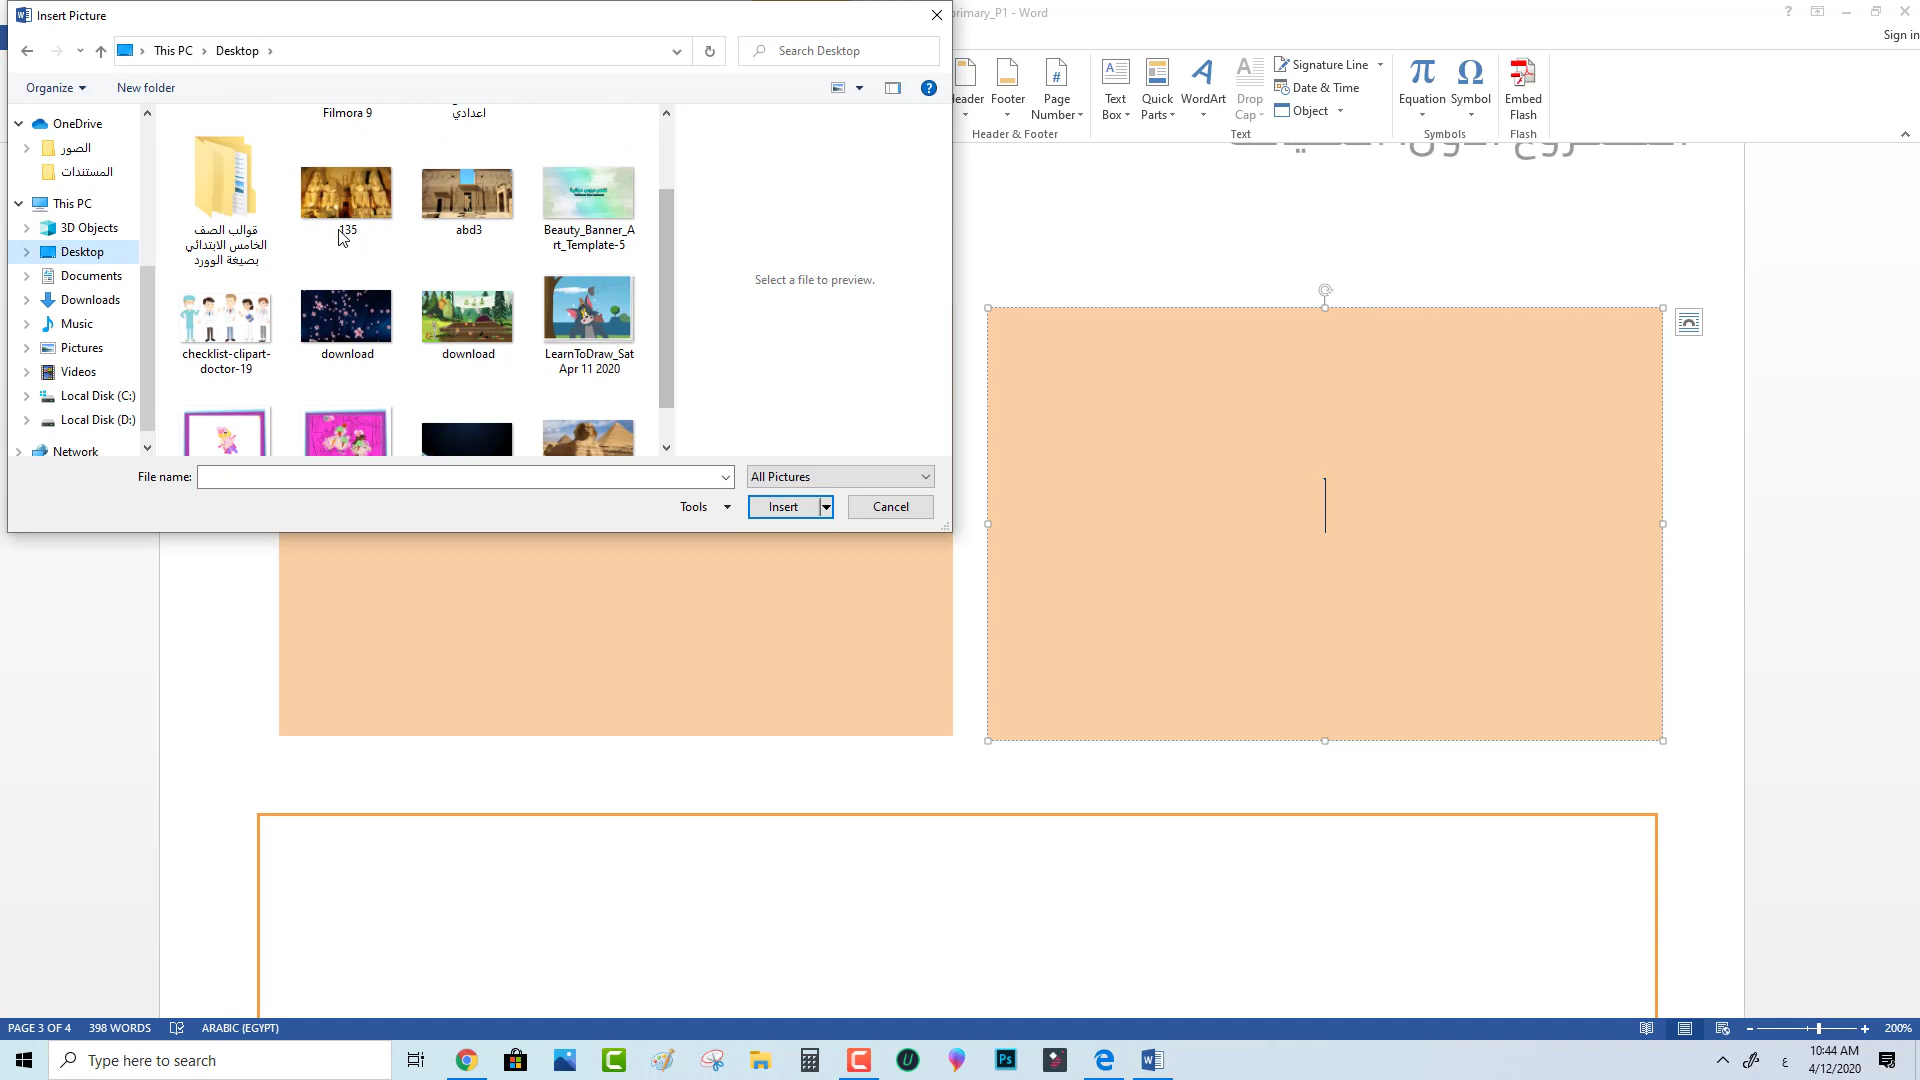 Insert Picture
This PC
Desktop
Search Desktop
Organize
New folder
OneDrive
الصور
المستندات
This PC
3D Objects
Desktop
Documents
Downloads
Music
Pictures
Videos
Local Disk (C:)
Local Disk (D:)
Network
Filmora 9
اعدادي
قوالب الصف
الخامس الابتدائي
بصيغة الوورد
135
abd3
Beauty_Banner_A
rt_Template-5
checklist-clipart-
doctor-19
download
download
LearnToDraw_Sat
Apr 11 2020
Select a file to preview.
File name:
All Pictures
Tools
Insert
Cancel
primary_P1 - Word
Sign in
Header
Footer
Page
Number
Header & Footer
Text
Box
Quick
Parts
WordArt
Drop
Cap
Signature Line
Date & Time
Object
Text
Equation
Symbol
Symbols
Embed
Flash
Flash
PAGE 3 OF 4
398 WORDS
ARABIC (EGYPT)
200%
Type here to search
ع
10:44 AM
4/12/2020